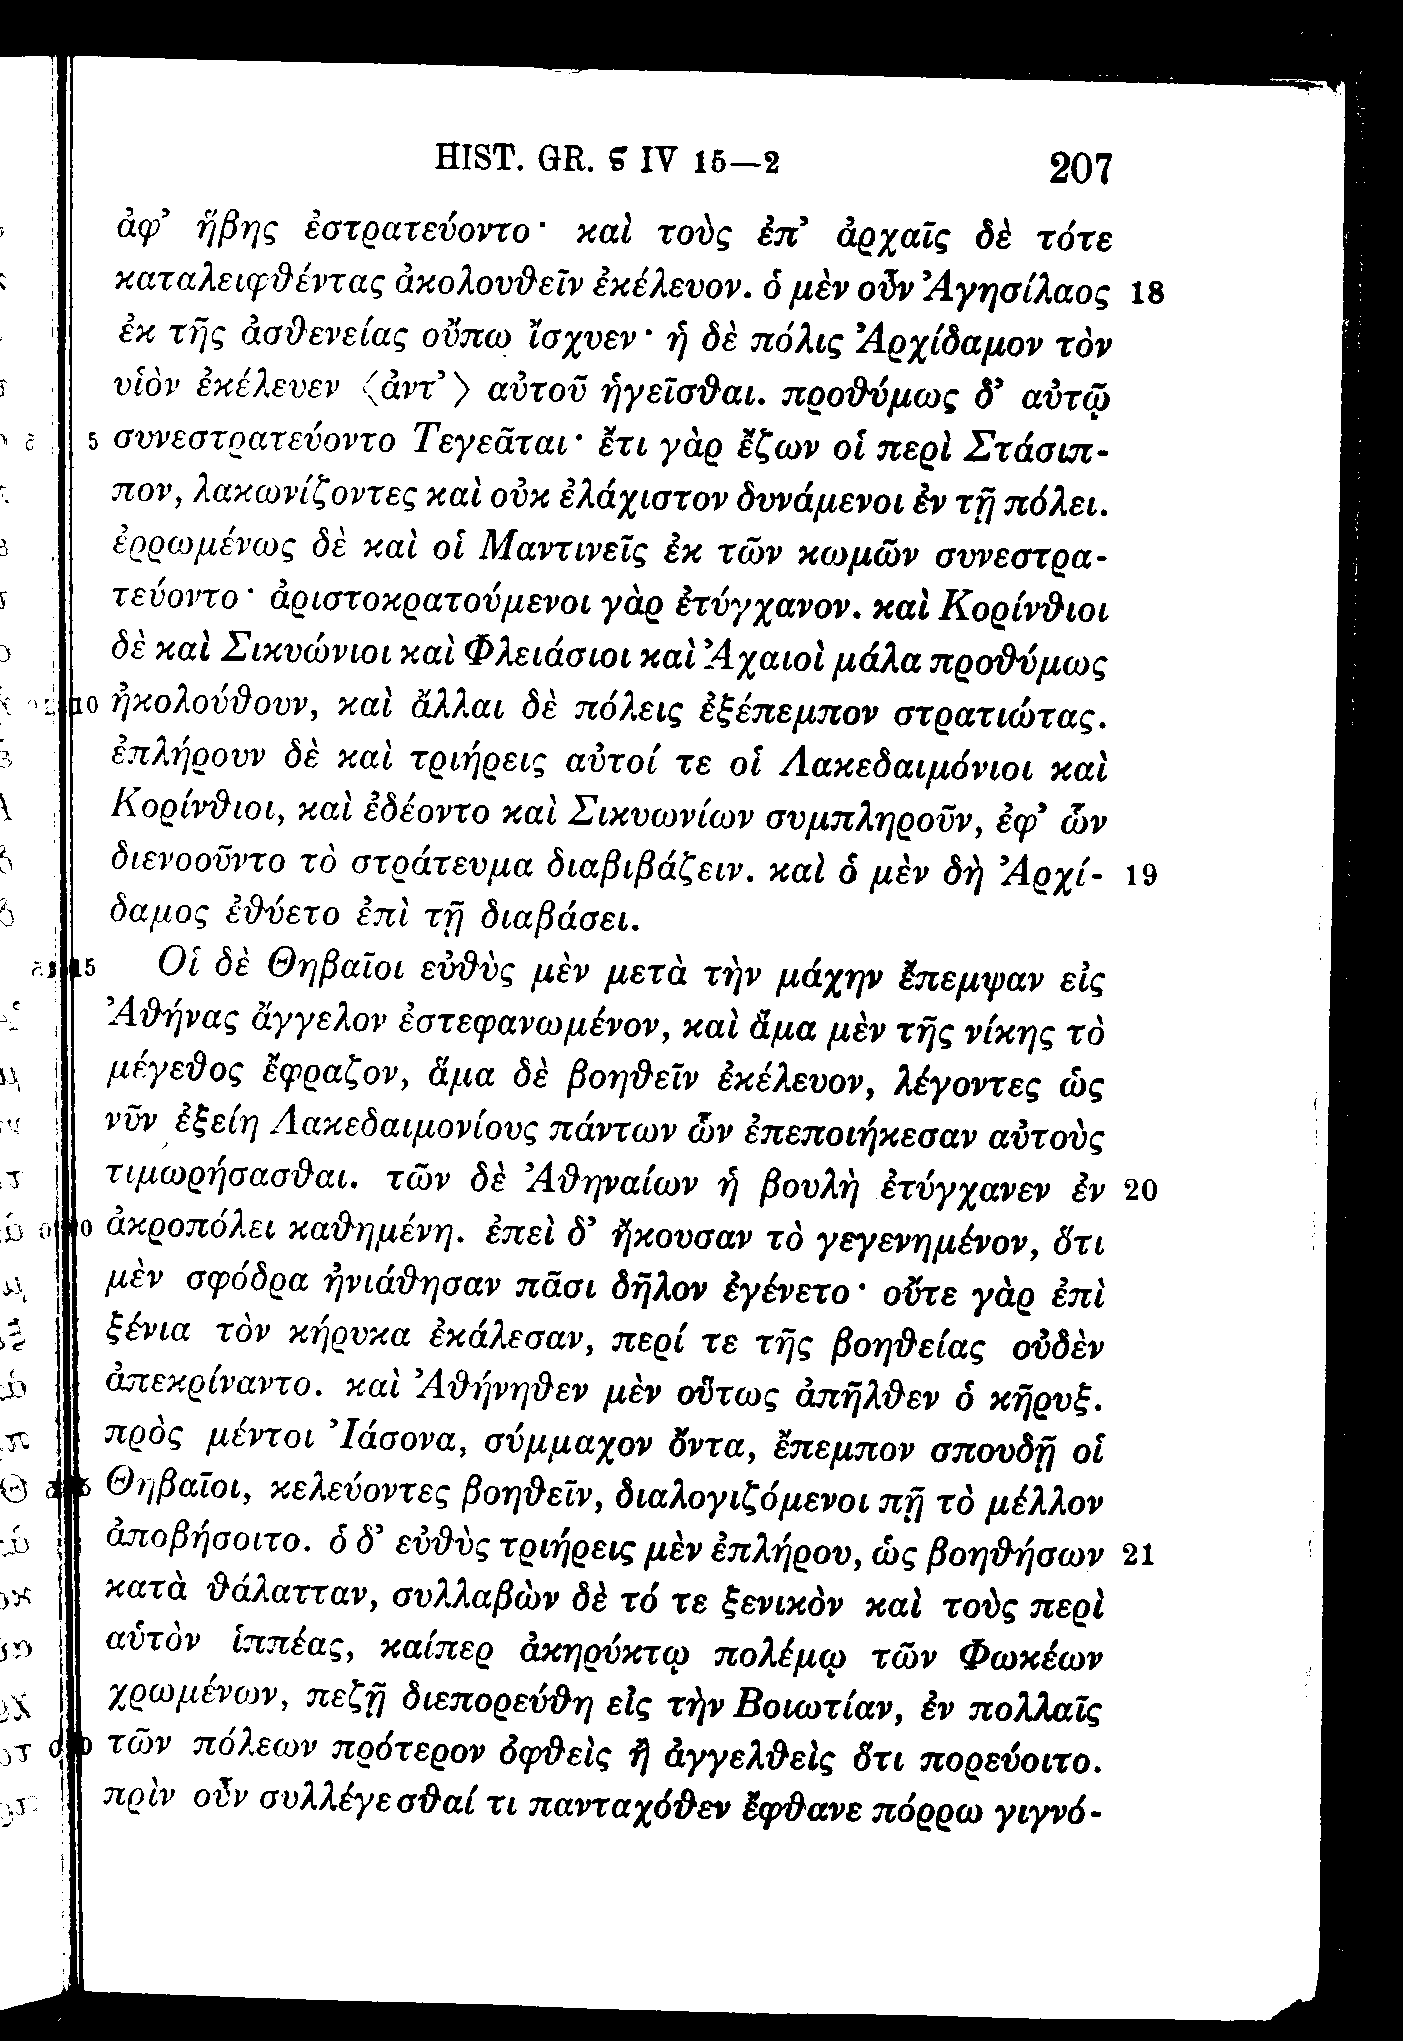 HIST. GR. ϛ IV 15—2 207
ἀφ’ ἥβης ἐστρατεύοντο· καὶ τοὺς ἐπ’ ἀρχαῖς δὲ τότε
καταλειφθέντας ἀκολουθεῖν ἐκέλευον. ὁ μὲν οὖν Ἀγησίλαος 18
ἐκ τῆς ἀσθενείας οὔπω ἴσχυεν· ἡ δὲ πόλις Ἀρχίδαμον τὸν
υἱὸν ἐκέλευεν ⟨ἀντ’⟩ αὐτοῦ ἡγεῖσθαι. προθύμως δ’ αὐτῷ
5 συνεστρατεύοντο Τεγεᾶται· ἔτι γὰρ ἔζων οἱ περὶ Στάσιπ-
πον, λακωνίζοντες καὶ οὐκ ἐλάχιστον δυνάμενοι ἐν τῇ πόλει.
ἐρρωμένως δὲ καὶ οἱ Μαντινεῖς ἐκ τῶν κωμῶν συνεστρα-
τεύοντο· ἀριστοκρατούμενοι γὰρ ἐτύγχανον. καὶ Κορίνθιοι
δὲ καὶ Σικυώνιοι καὶ Φλειάσιοι καὶ Ἀχαιοὶ μάλα προθύμως
10 ἠκολούθουν, καὶ ἄλλαι δὲ πόλεις ἐξέπεμπον στρατιώτας.
ἐπλήρουν δὲ καὶ τριήρεις αὐτοί τε οἱ Λακεδαιμόνιοι καὶ
Κορίνθιοι, καὶ ἐδέοντο καὶ Σικυωνίων συμπληροῦν, ἐφ’ ὧν
διενοοῦντο τὸ στράτευμα διαβιβάζειν. καὶ ὁ μὲν δὴ Ἀρχί- 19
δαμος ἐθύετο ἐπὶ τῇ διαβάσει.
15 Οἱ δὲ Θηβαῖοι εὐθὺς μὲν μετὰ τὴν μάχην ἔπεμψαν εἰς
Ἀθήνας ἄγγελον ἐστεφανωμένον, καὶ ἅμα μὲν τῆς νίκης τὸ
μέγεθος ἔφραζον, ἅμα δὲ βοηθεῖν ἐκέλευον, λέγοντες ὡς
νῦν ἐξείη Λακεδαιμονίους πάντων ὧν ἐπεποιήκεσαν αὐτοὺς
τιμωρήσασθαι. τῶν δὲ Ἀθηναίων ἡ βουλὴ ἐτύγχανεν ἐν 20
ἀκροπόλει καθημένη. ἐπεὶ δ’ ἤκουσαν τὸ γεγενημένον, ὅτι
μὲν σφόδρα ἠνιάθησαν πᾶσι δῆλον ἐγένετο· οὔτε γὰρ ἐπὶ
ξένια τὸν κήρυκα ἐκάλεσαν, περί τε τῆς βοηθείας οὐδὲν
ἀπεκρίναντο. καὶ Ἀθήνηθεν μὲν οὕτως ἀπῆλθεν ὁ κῆρυξ.
πρὸς μέντοι Ἰάσονα, σύμμαχον ὄντα, ἔπεμπον σπουδῇ οἱ
Θηβαῖοι, κελεύοντες βοηθεῖν, διαλογιζόμενοι πῇ τὸ μέλλον
ἀποβήσοιτο. ὁ δ’ εὐθὺς τριήρεις μὲν ἐπλήρου, ὡς βοηθήσων 21
κατὰ θάλατταν, συλλαβὼν δὲ τό τε ξενικὸν καὶ τοὺς περὶ
αὑτὸν ἱππέας, καίπερ ἀκηρύκτῳ πολέμῳ τῶν Φωκέων
χρωμένων, πεζῇ διεπορεύθη εἰς τὴν Βοιωτίαν, ἐν πολλαῖς
τῶν πόλεων πρότερον ὀφθεὶς ἢ ἀγγελθεὶς ὅτι πορεύοιτο.
πρὶν οὖν συλλέγεσθαί τι πανταχόθεν ἔφθανε πόρρω γιγνό-